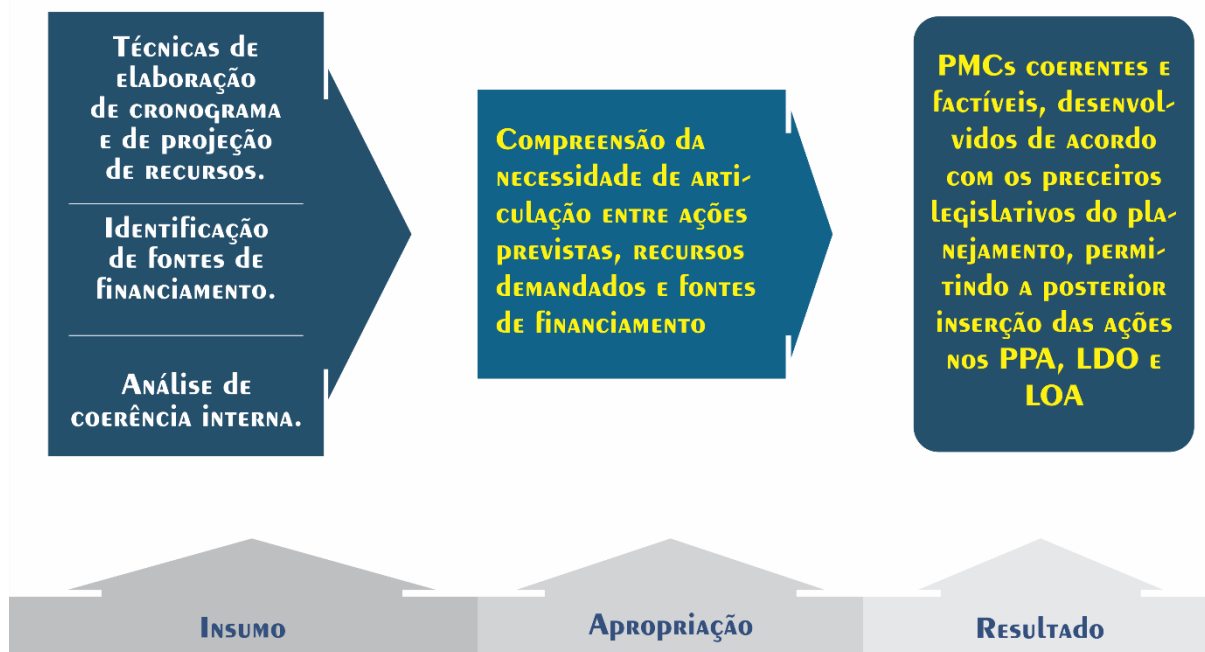 Técnicas de
elaboração
de cronograma
e de projeção
de recursos.
Identificação
de fontes de
financiamento.
Análise de
coerência interna.
Compreensão da
necessidade de arti-
culação entre ações
previstas, recursos
demandados e fontes
de financiamento
PMCs coerentes e
factíveis, desenvol-
vidos de acordo
com os preceitos
legislativos do pla-
nejamento, permi-
tindo a posterior
inserção das ações
nos PPA, LDO e
LOA
Insumo
Apropriação
Resultado